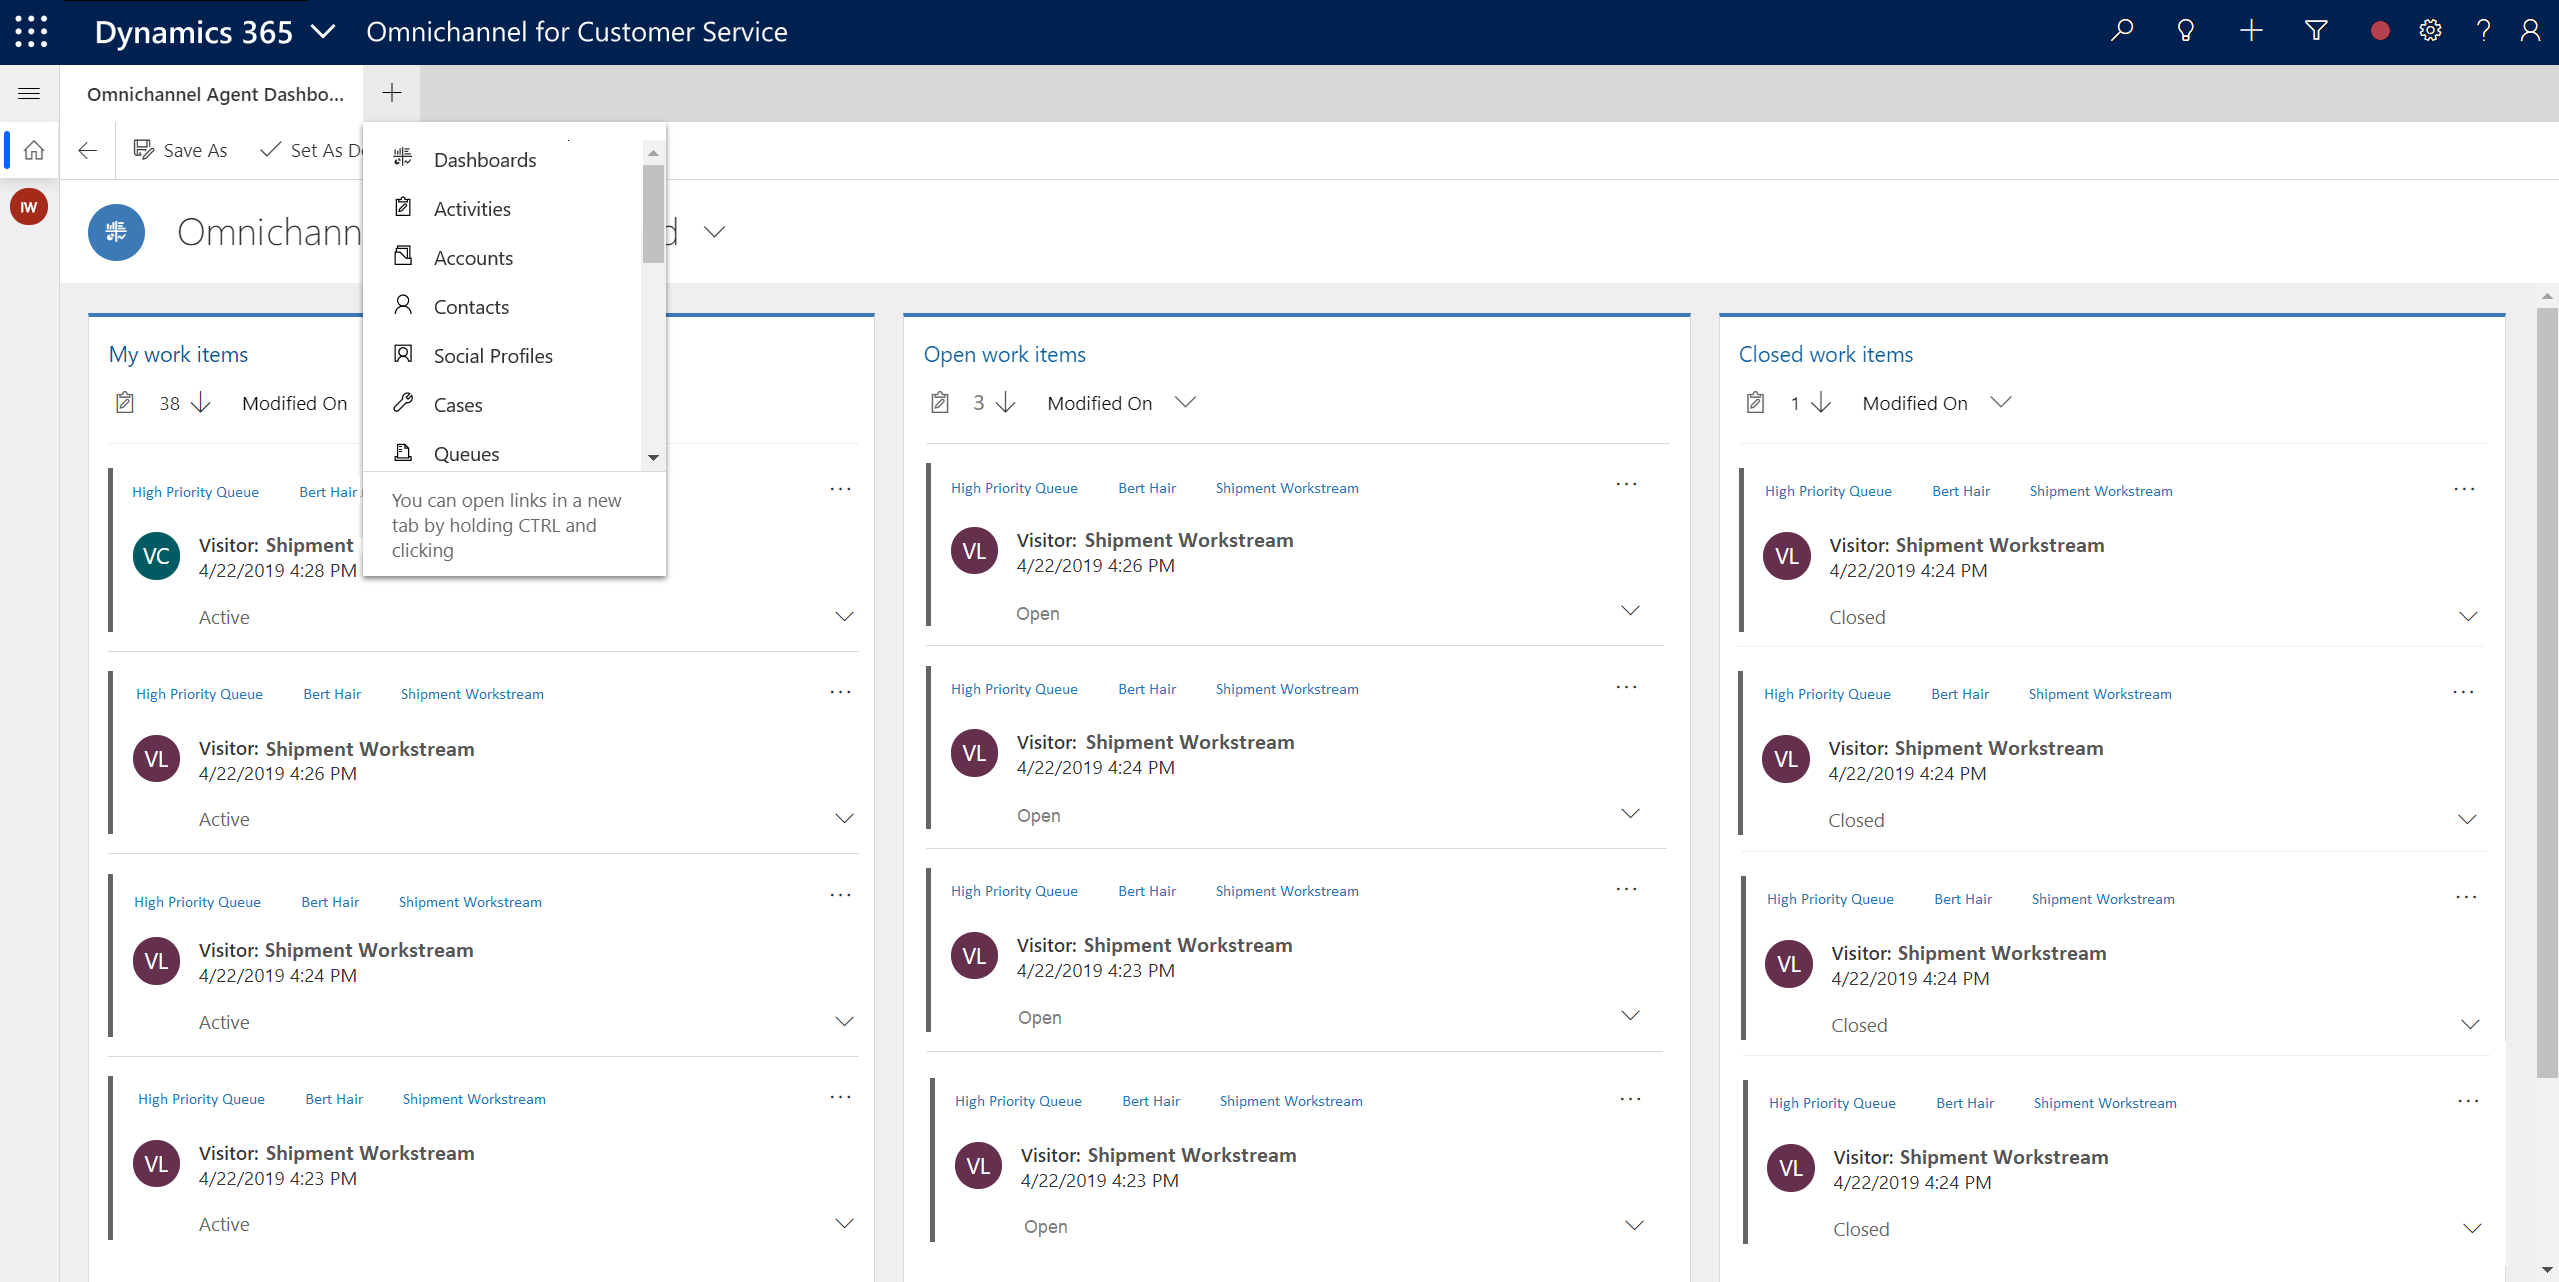 Dynamics 365 Omnichannel for Customer Service
Omnichannel Agent Dashbo... +
Save As Set As De
IW
Omnichann d
Dashboards
Activities
Accounts
Contacts
Social Profiles
Cases
Queues
You can open links in a new
tab by holding CTRL and
clicking
My work items
38 Modified On
High Priority Queue Bert Hair ...
VC Visitor: Shipment
4/22/2019 4:28 PM
Active
High Priority Queue Bert Hair Shipment Workstream ...
VL Visitor: Shipment Workstream
4/22/2019 4:26 PM
Active
High Priority Queue Bert Hair Shipment Workstream ...
VL Visitor: Shipment Workstream
4/22/2019 4:24 PM
Active
High Priority Queue Bert Hair Shipment Workstream ...
VL Visitor: Shipment Workstream
4/22/2019 4:23 PM
Active
Open work items
3 Modified On
High Priority Queue Bert Hair Shipment Workstream ...
VL Visitor: Shipment Workstream
4/22/2019 4:26 PM
Open
High Priority Queue Bert Hair Shipment Workstream ...
VL Visitor: Shipment Workstream
4/22/2019 4:24 PM
Open
High Priority Queue Bert Hair Shipment Workstream ...
VL Visitor: Shipment Workstream
4/22/2019 4:23 PM
Open
High Priority Queue Bert Hair Shipment Workstream ...
VL Visitor: Shipment Workstream
4/22/2019 4:23 PM
Open
Closed work items
1 Modified On
High Priority Queue Bert Hair Shipment Workstream ...
VL Visitor: Shipment Workstream
4/22/2019 4:24 PM
Closed
High Priority Queue Bert Hair Shipment Workstream ...
VL Visitor: Shipment Workstream
4/22/2019 4:24 PM
Closed
High Priority Queue Bert Hair Shipment Workstream ...
VL Visitor: Shipment Workstream
4/22/2019 4:24 PM
Closed
High Priority Queue Bert Hair Shipment Workstream ...
VL Visitor: Shipment Workstream
4/22/2019 4:24 PM
Closed